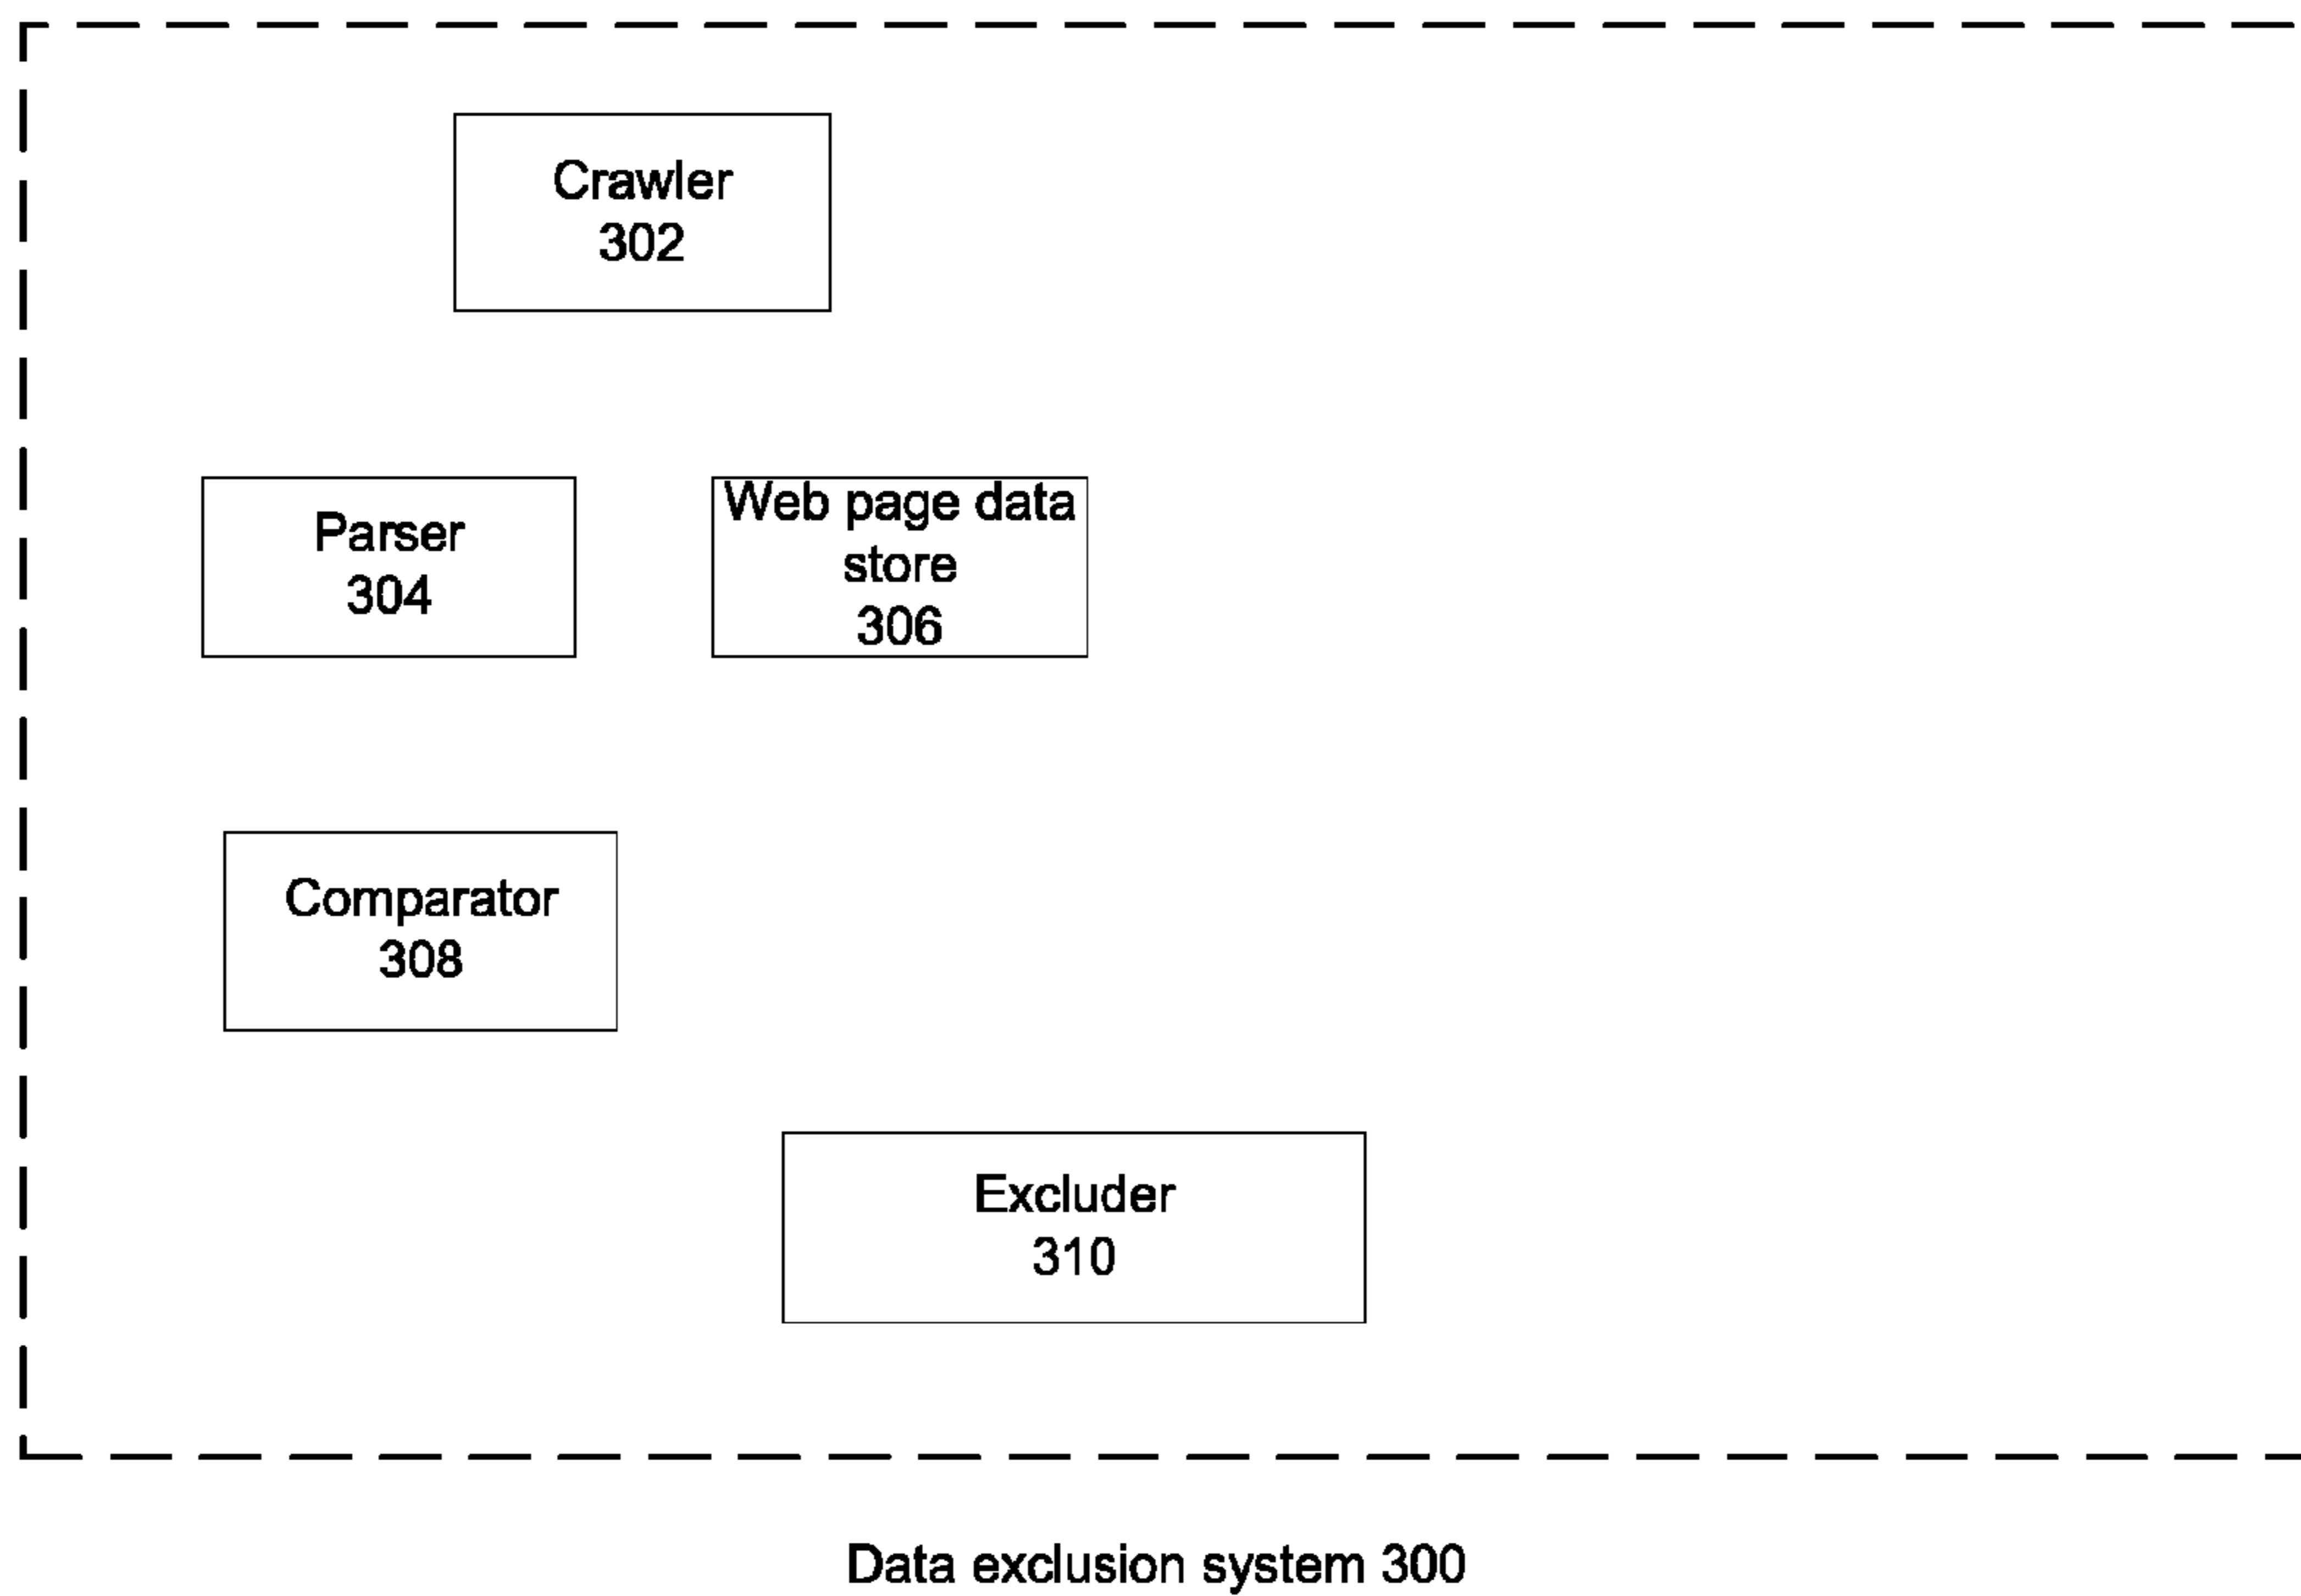 Crawler
302
Parser
304
Web page data
store
306
Comparator
308
Excluder
310
Data exclusion system 300